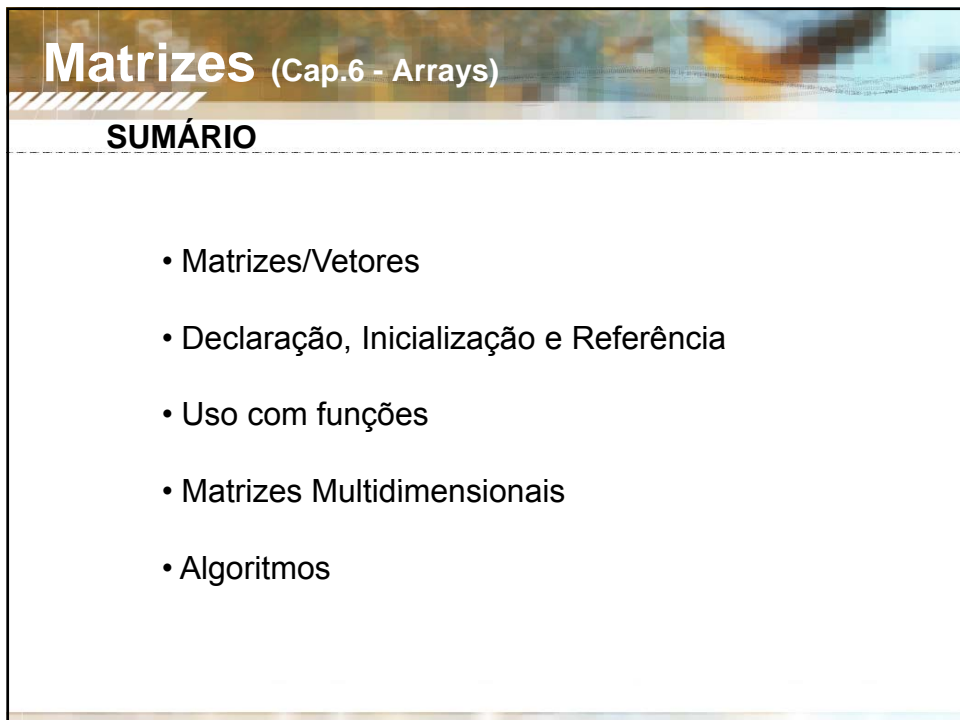 Matrizes (Cap.6 - Arrays)
SUMÁRIO
• Matrizes/Vetores
• Declaração, Inicialização e Referência
• Uso com funções
• Matrizes Multidimensionais
• Algoritmos